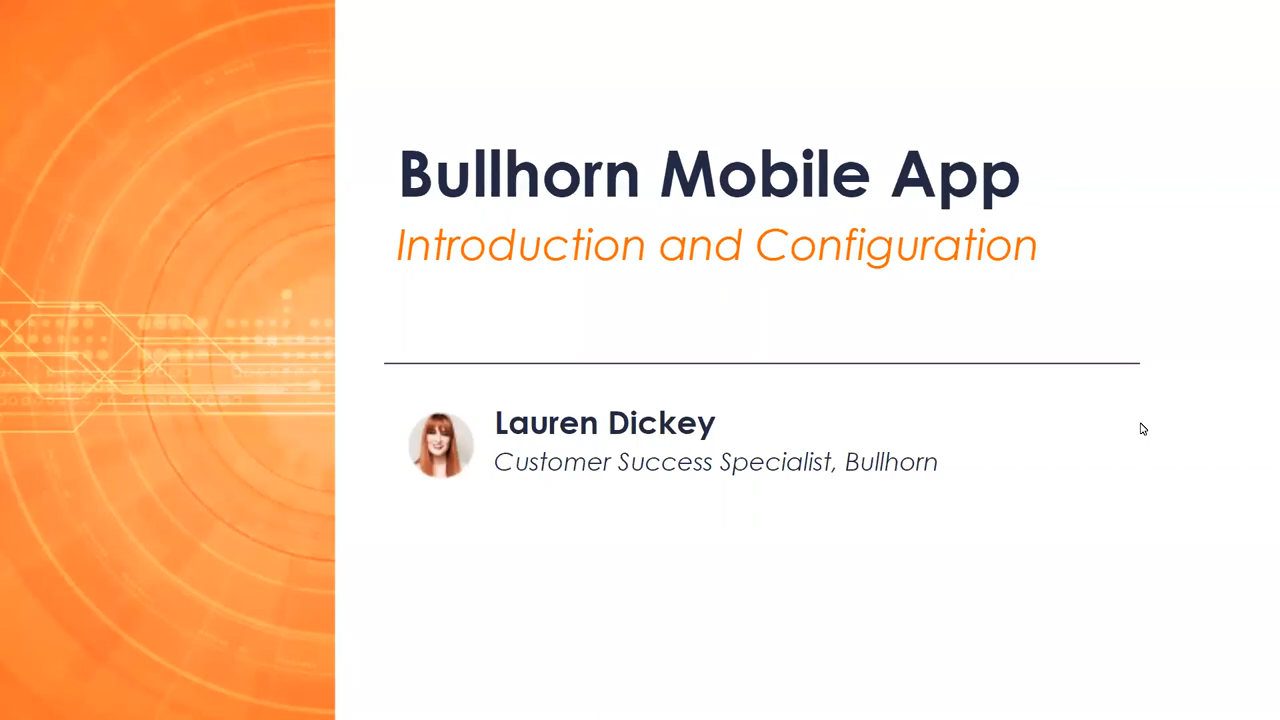 Bullhorn Mobile App
Introduction and Configuration
Lauren Dickey
Customer Success Specialist, Bullhorn